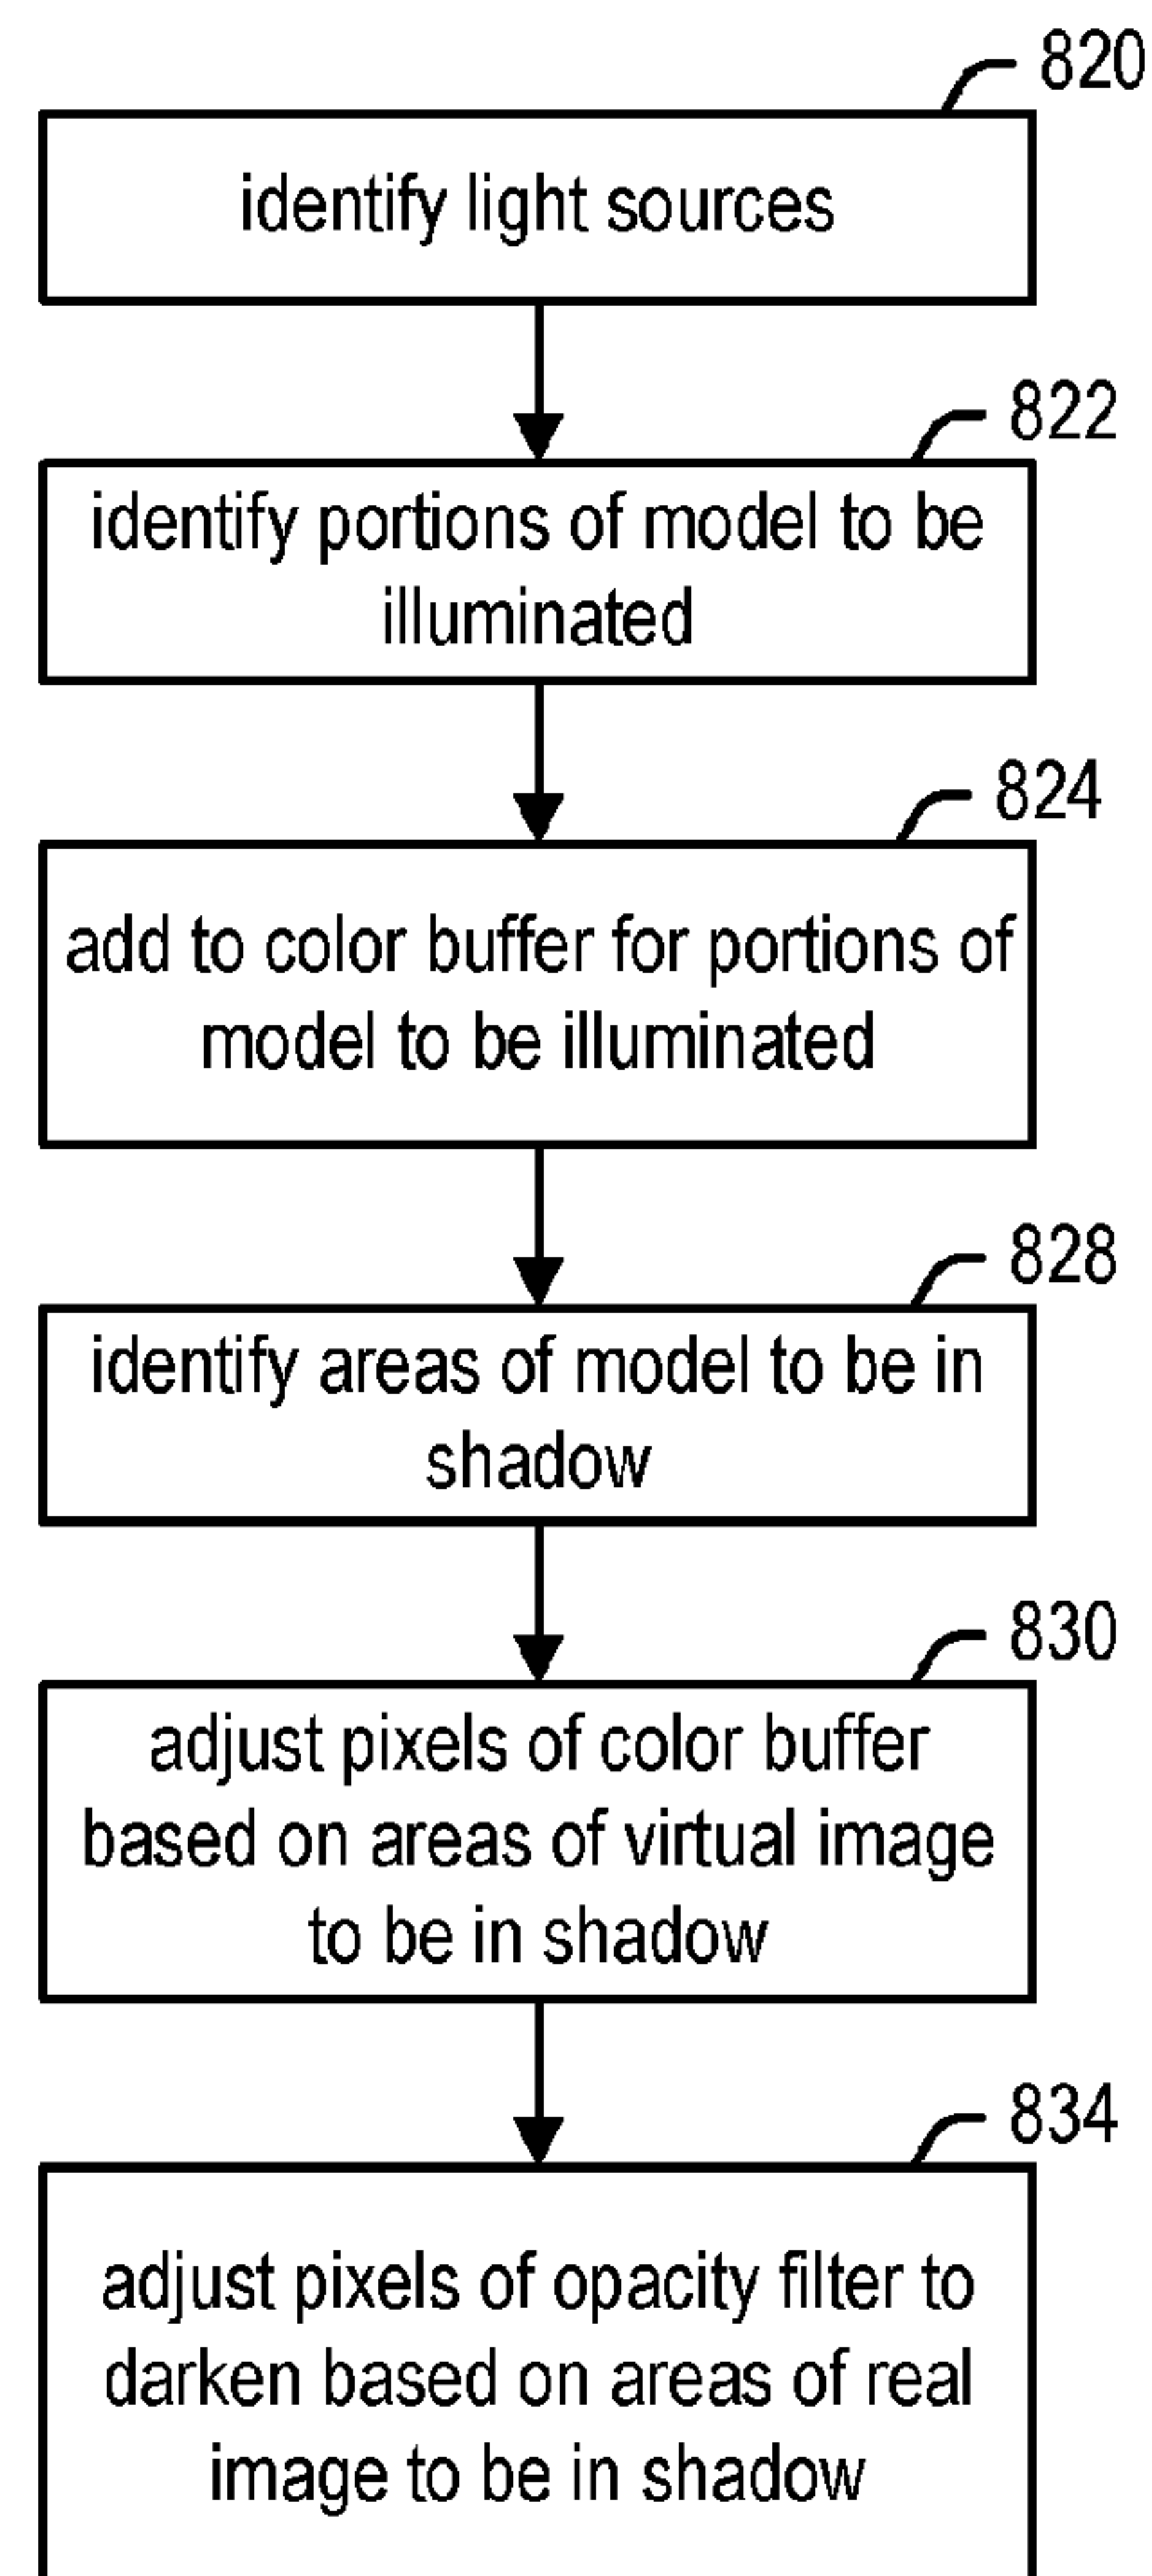 820
identify light sources
822
identify portions of model to be
illuminated
824
add to color buffer for portions of
model to be illuminated
828
identify areas of model to be in
shadow
830
adjust pixels of color buffer
based on areas of virtual image
to be in shadow
834
adjust pixels of opacity filter to
darken based on areas of real
image to be in shadow